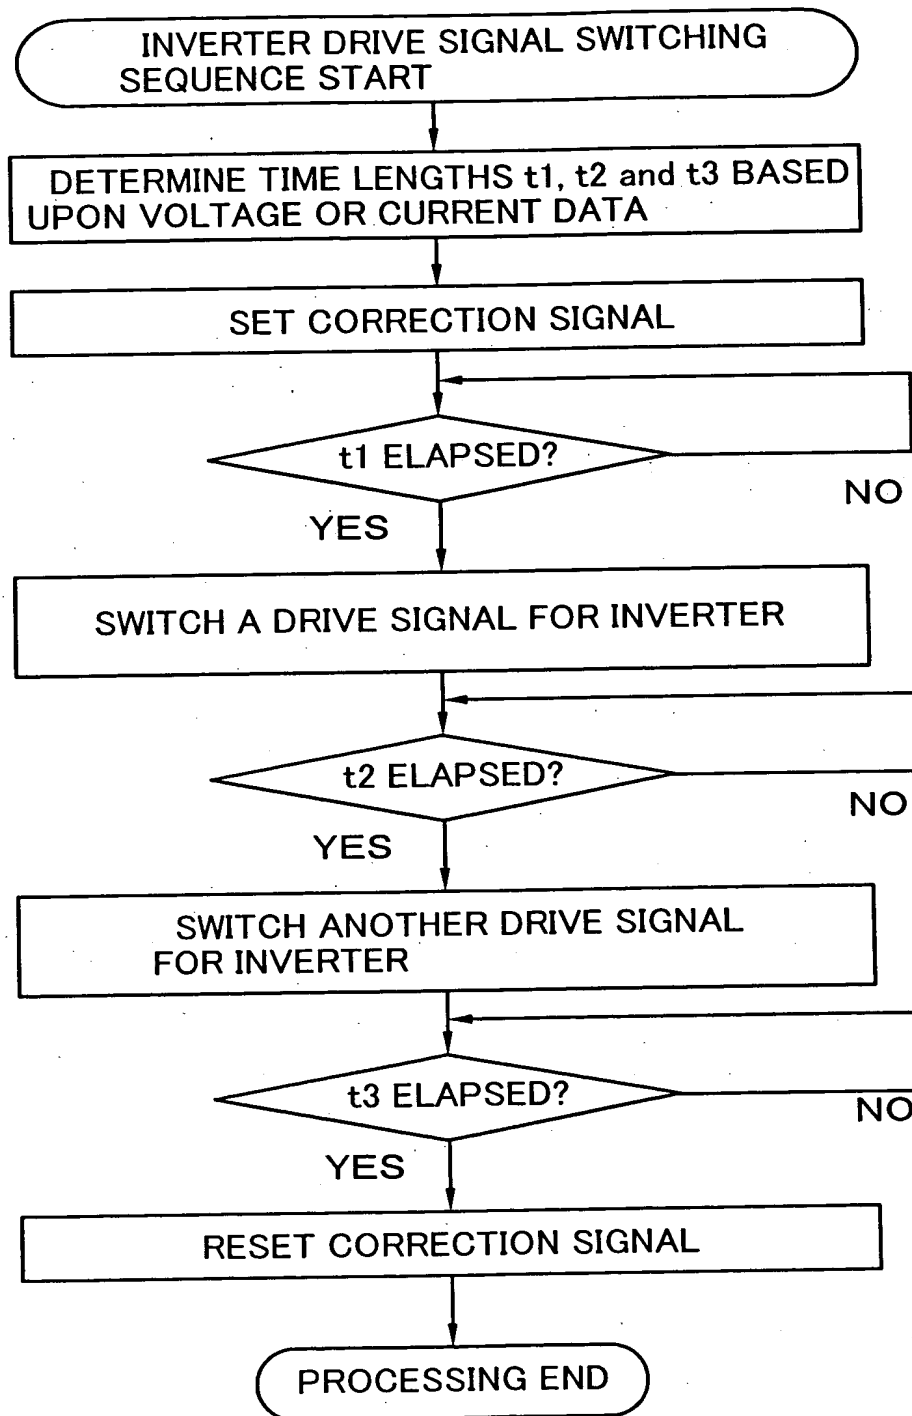 INVERTER DRIVE SIGNAL SWITCHING
SEQUENCE START
DETERMINE TIME LENGTHS t1, t2 and t3 BASED
UPON VOLTAGE OR CURRENT DATA
SET CORRECTION SIGNAL
t1 ELAPSED?
NO
YES
SWITCH A DRIVE SIGNAL FOR INVERTER
t2 ELAPSED?
NO
YES
SWITCH ANOTHER DRIVE SIGNAL
FOR INVERTER
t3 ELAPSED?
NO
YES
RESET CORRECTION SIGNAL
PROCESSING END